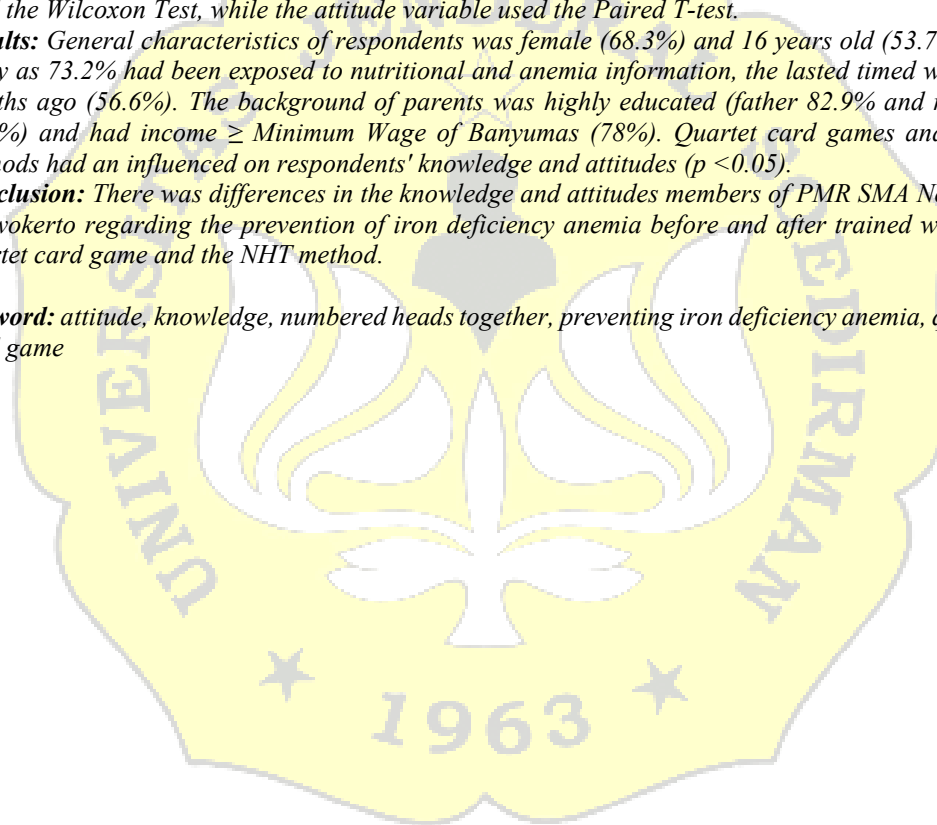 the Wilcoxon Test, while the attitude variable used the Paired T-test.
General characteristics of respondents was female (68.3%) and 16 years old (53.7
as 73.2% had been exposed to nutritional and anemia information, the lasted timed w
ago (56.6%). The background of parents was highly educated (father 82.9% and
%) and had income ≥ Minimum Wage of Banyumas (78%). Quartet card games and
had an influenced on respondents' knowledge and attitudes (p <0.05).
There was differences in the knowledge and attitudes members of PMR SMA Ne
regarding the prevention of iron deficiency anemia before and after trained w
card game and the NHT method.
word: attitude, knowledge, numbered heads together, preventing iron deficiency anemia, q
game
UNIVERSITAS JENDERAL SOEDIRMAN
1963